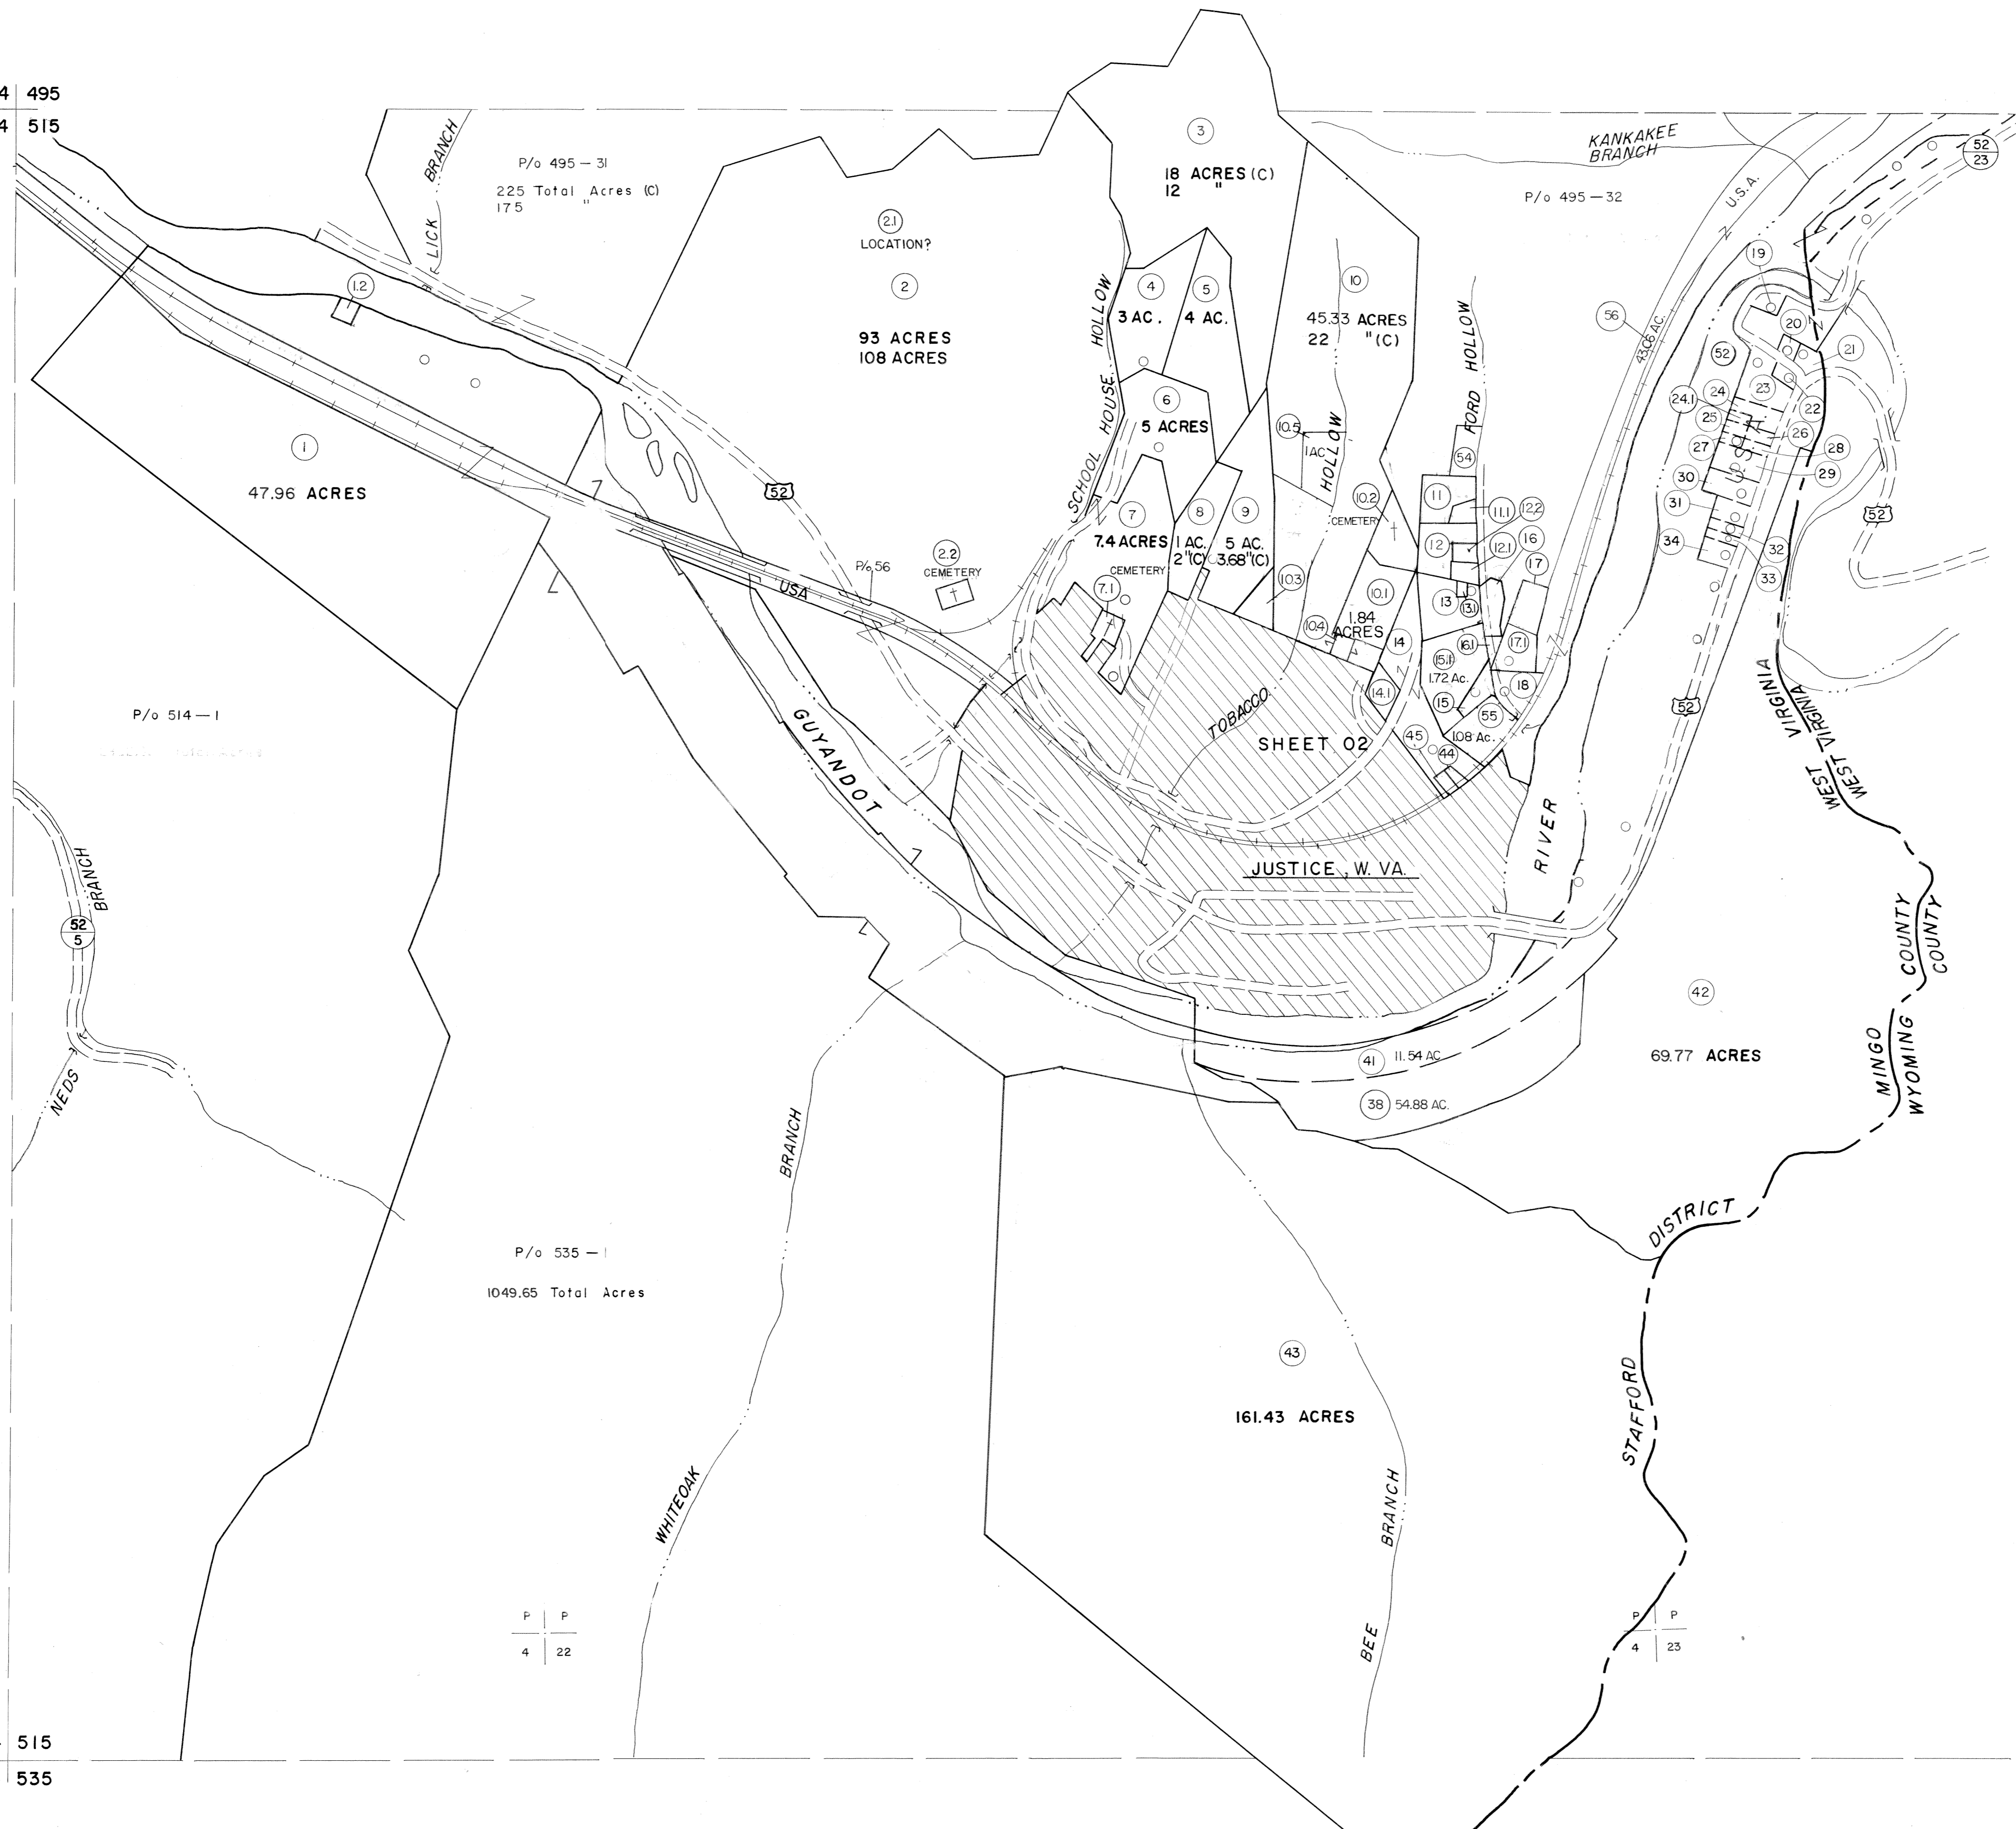 4 495
4 515
LICK BRANCH
P/o 495 — 31
225 Total Acres (C)
175 "
2.1
LOCATION?
2
93 ACRES
108 ACRES
3
18 ACRES (C)
12 "
KANKAKEE
BRANCH
P/o 495 — 32
U.S.A.
52
23
1.2
1
47.96 ACRES
SCHOOL HOUSE HOLLOW
4
3 AC.
5
4 AC.
6
5 ACRES
10
45.33 ACRES
22 " (C)
FORD HOLLOW
56
43.06 AC.
19
20
21
52
22
23
24
24.1
25
26
27
28
29
30
31
32
33
34
U.S.A.
52
52
10.5
1 AC
HOLLOW
54
10.2
CEMETERY
11
11.1
12.2
12
12.1
16
17
7
7.4 ACRES
CEMETERY
8
1 AC.
2 "(C)
9
5 AC.
3.68"(C)
7.1
10.3
10.1
1.84
ACRES
10.4
13
13.1
14
14.1
16.1
17.1
15.1
1.72 Ac.
15
18
55
1.08 Ac.
45
44
52
P/o 56
2.2
CEMETERY
USA
GUYANDOT
TOBACCO
SHEET 02
JUSTICE, W. VA.
RIVER
52
VIRGINIA
WEST
WEST VIRGINIA
P/o 514 — 1
BRANCH
52
5
NEDS
COUNTY
COUNTY
MINGO
WYOMING
42
69.77 ACRES
41 11.54 AC.
38 54.88 AC.
BRANCH
DISTRICT
P/o 535 — 1
1049.65 Total Acres
43
161.43 ACRES
STAFFORD
WHITEOAK
BRANCH
BEE
P P
4 22
P P
4 23
515
535